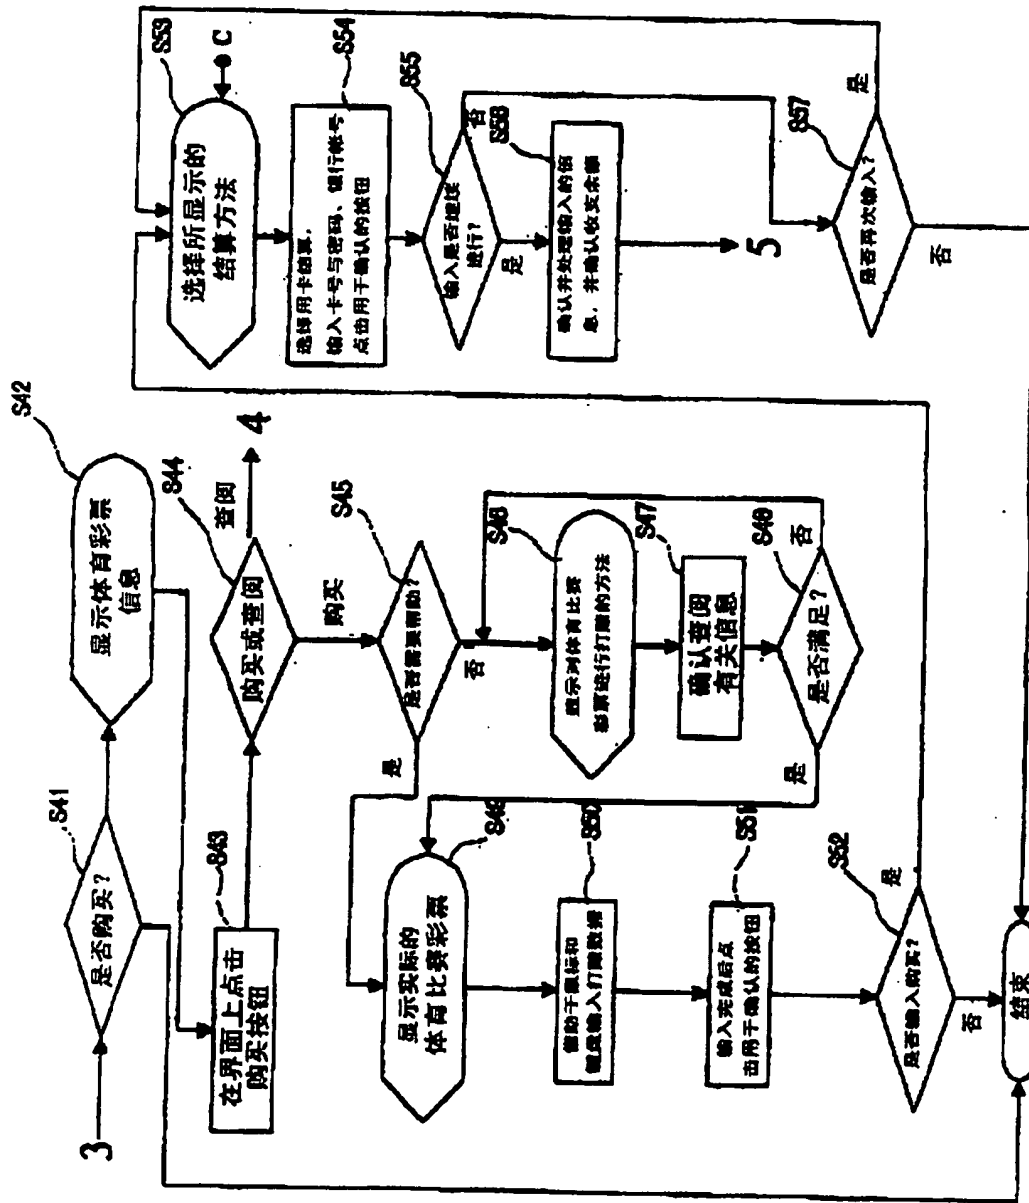 3
是否购买?
S41
显示体育彩票
信息
S42
在界面上点击
购买按钮
S43
购买或查阅
S44
查阅
4
购买
是否需要帮助?
S45
是
否
显示对体育比赛
彩票进行打赌的方法
S46
确认查阅
有关信息
S47
是否满足?
S48
否
是
显示实际的
体育比赛彩票
S49
借助于鼠标和
键盘输入打赌数据
S50
输入完成后点
击用于确认的按钮
S51
是否输入购买?
S52
是
否
结束
选择所显示的
结算方法
S53
C
选择用卡结算,
输入卡号与密码、银行帐号
点击用于确认的按钮
S54
输入是否继续
进行?
S55
否
是
确认并处理输入的信
息,并确认收支余额
S56
5
是否再次输入?
S57
是
否